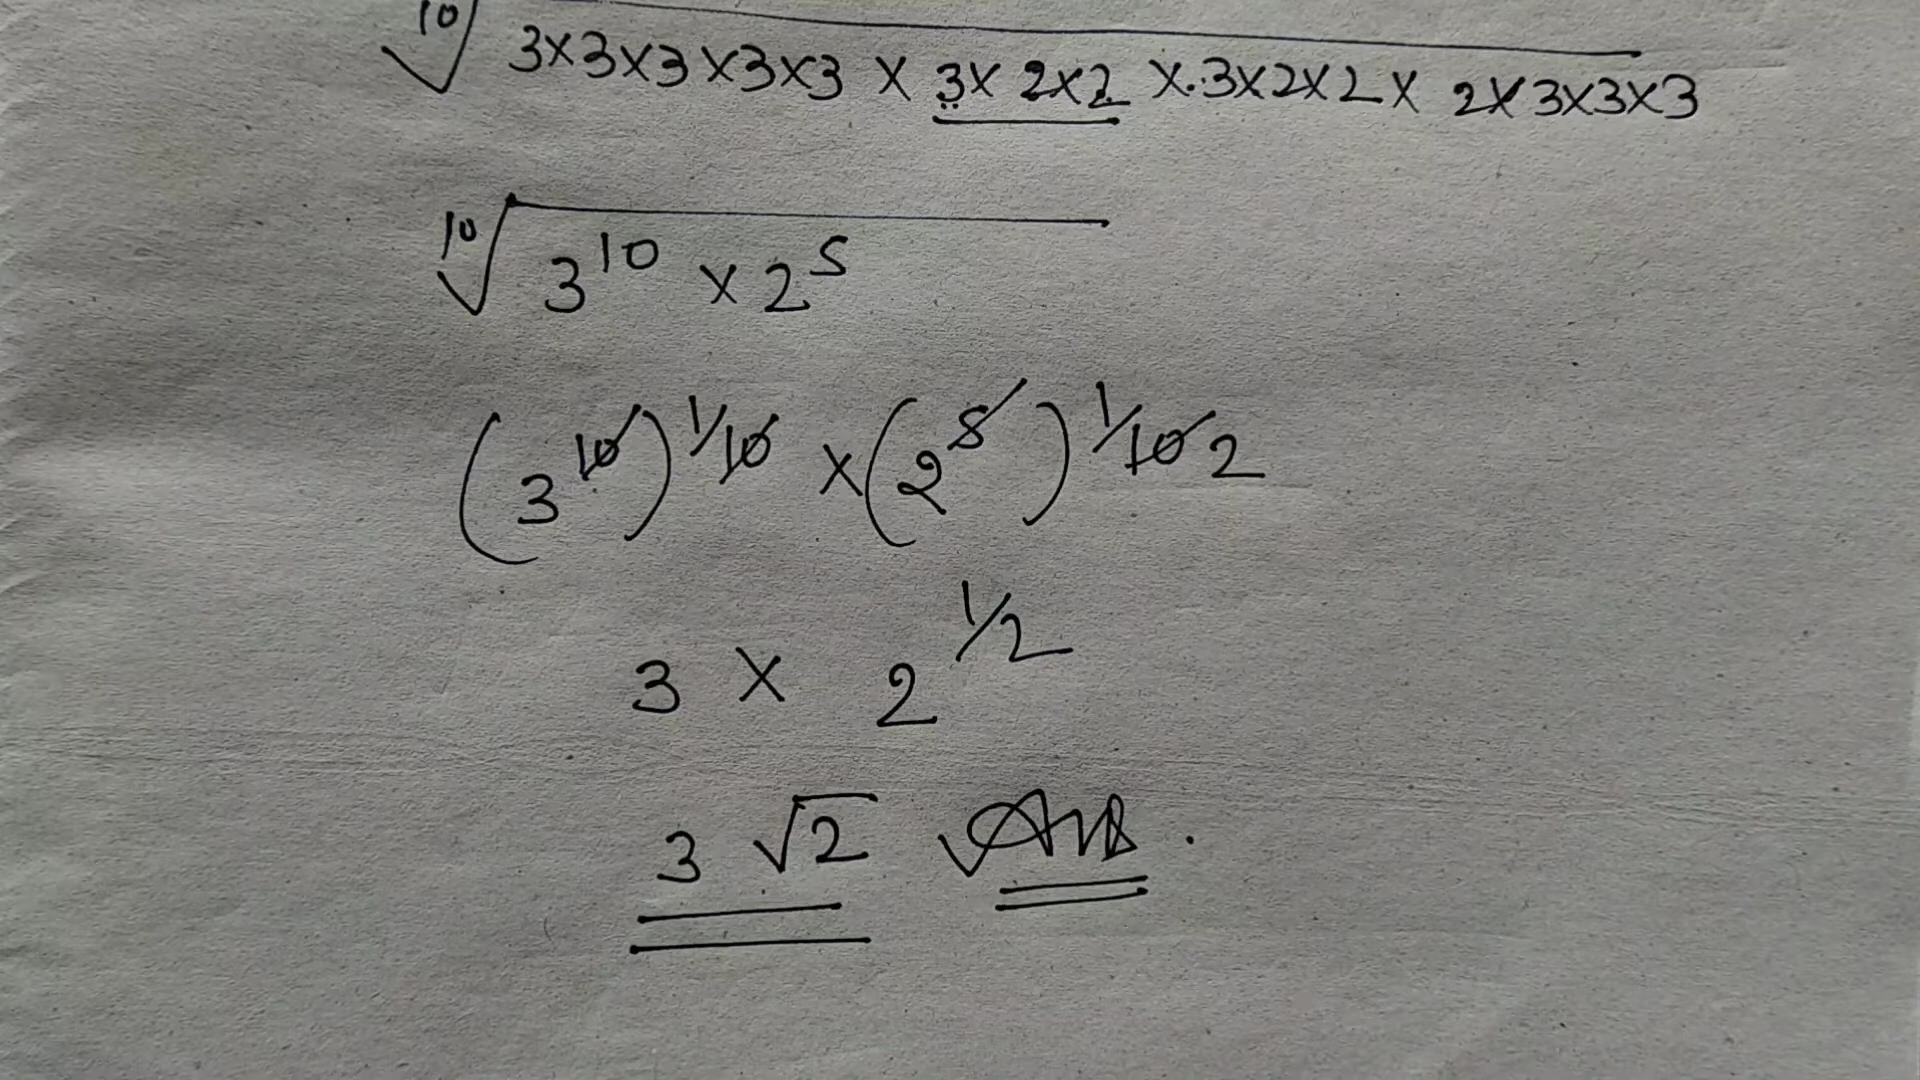 10√3×3×3×3×3 × 3×2×2 ×.3×2×2× 2×3×3×3
10√3^10 × 2^5
(3^10)^1/10 ×(2^5)^1/10 2
3 × 2^1/2
3 √2 Ans.